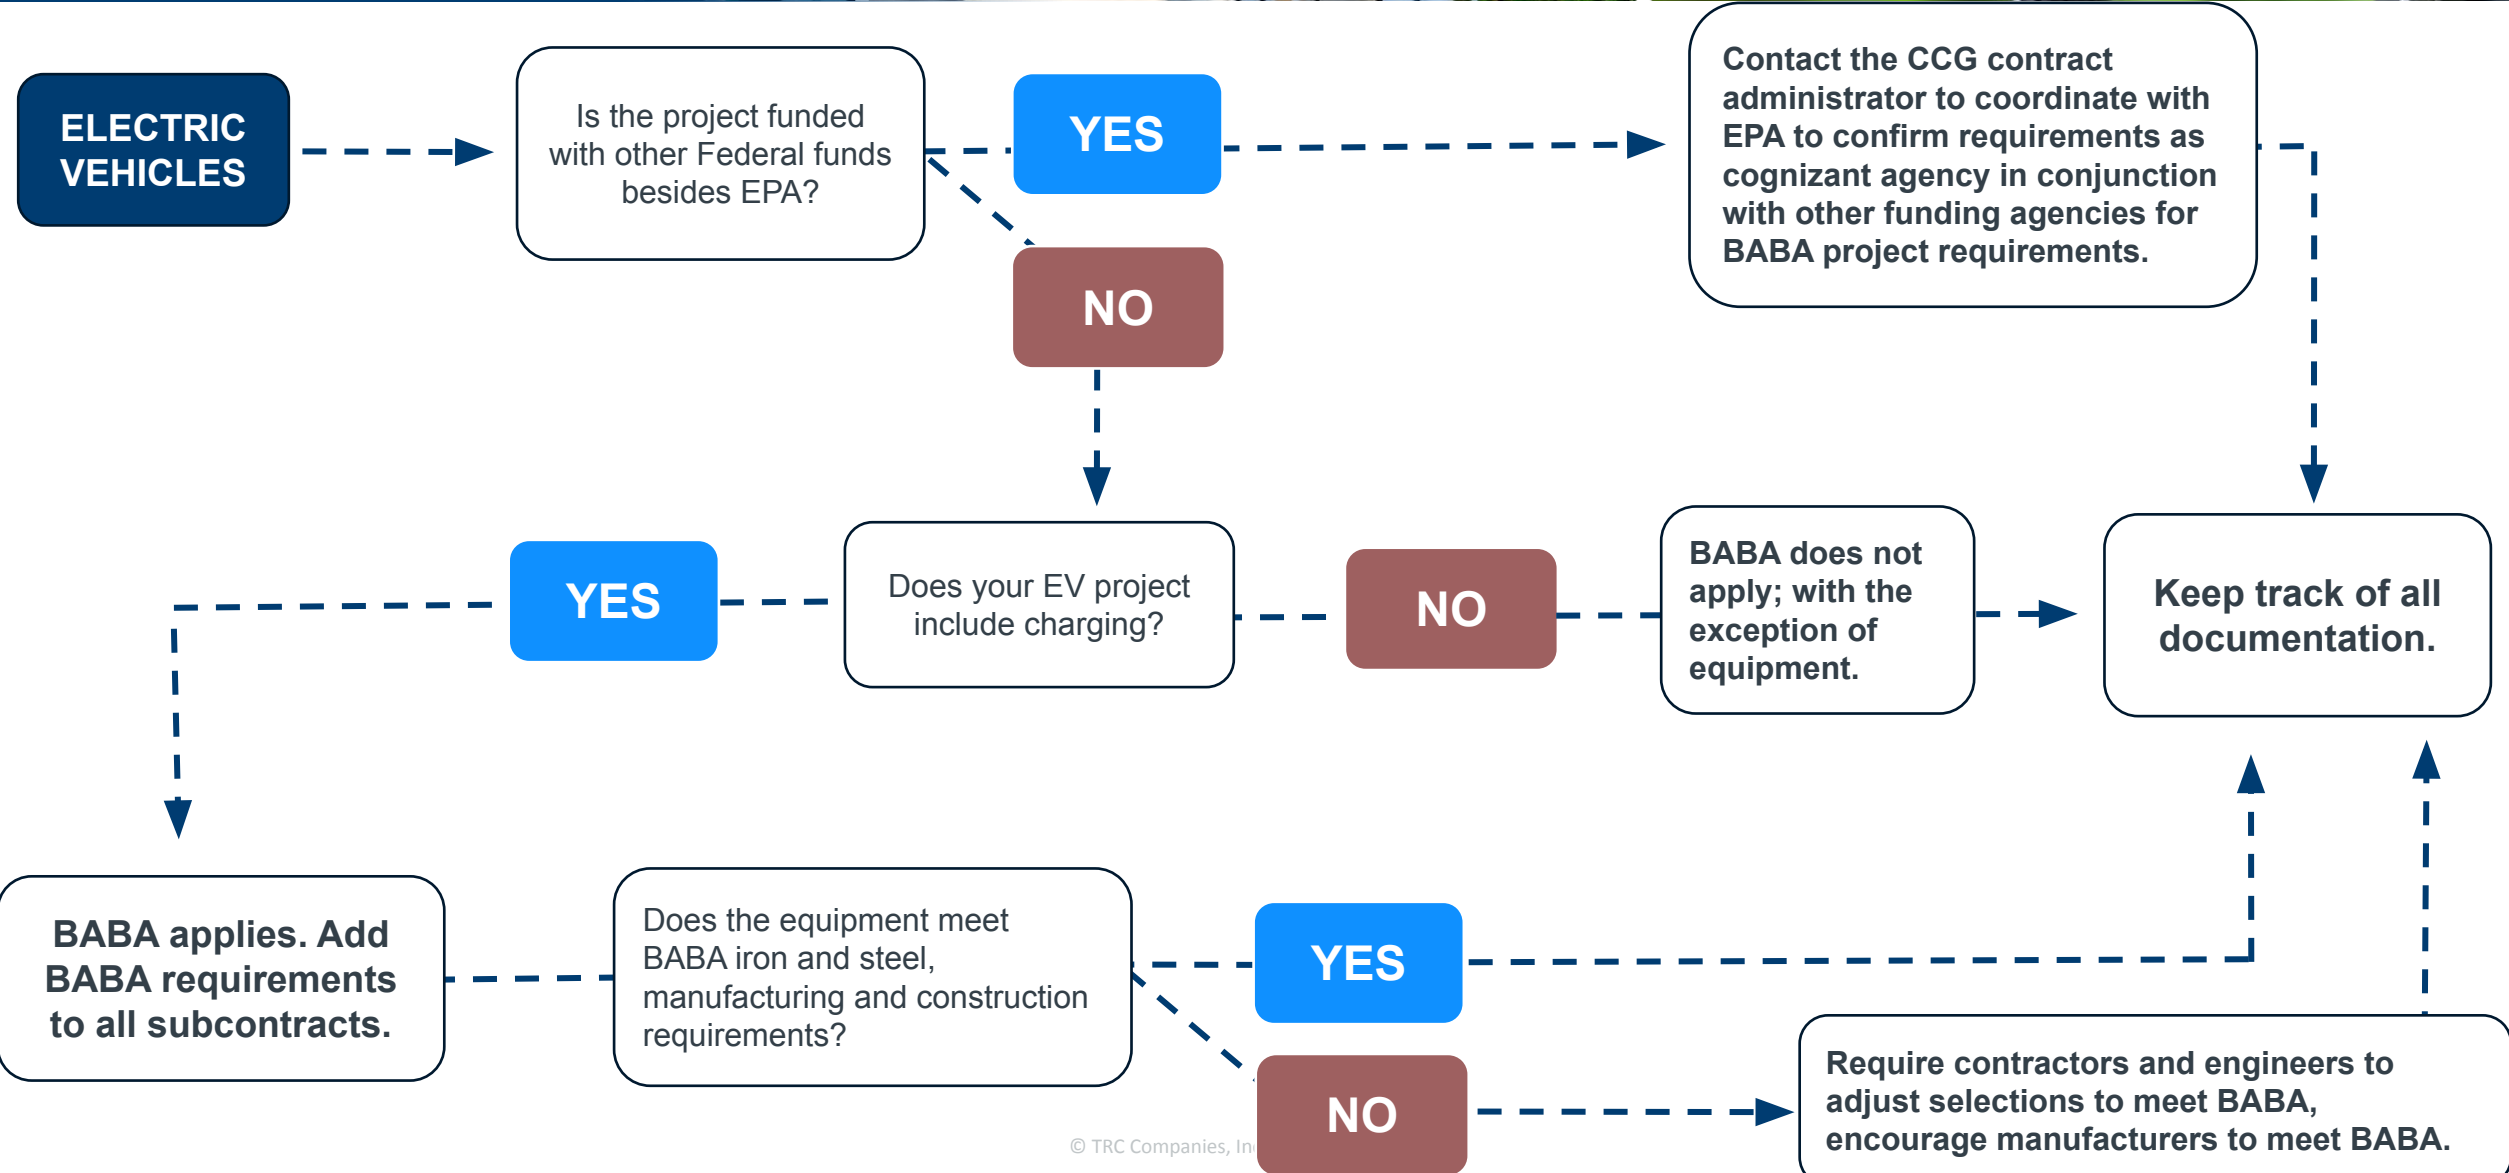 ELECTRIC
VEHICLES
Is the project funded
with other Federal funds
besides EPA?
YES
Contact the CCG contract
administrator to coordinate with
EPA to confirm requirements as
cognizant agency in conjunction
with other funding agencies for
BABA project requirements.
NO
YES
Does your EV project
include charging?
NO
BABA does not
apply; with the
exception of
equipment.
Keep track of all
documentation.
BABA applies. Add
BABA requirements
to all subcontracts.
Does the equipment meet
BABA iron and steel,
manufacturing and construction
requirements?
YES
NO
Require contractors and engineers to
adjust selections to meet BABA,
encourage manufacturers to meet BABA.
© TRC Companies,